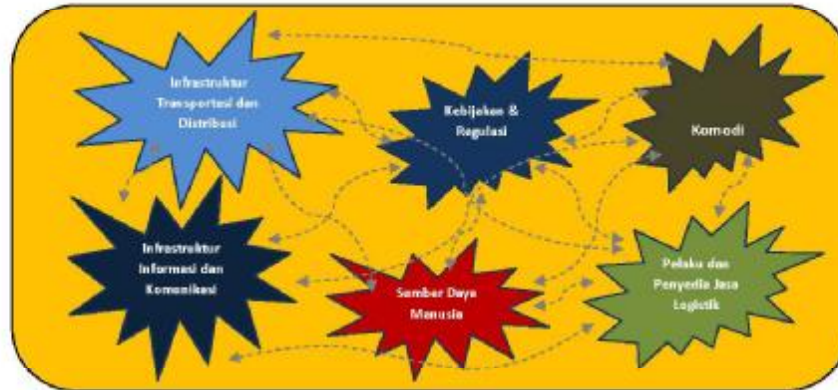 Infrastruktur
Transportasi dan
Distribusi
Kebijakan &
Regulasi
Komodi
Infrastruktur
Informasi dan
Komunikasi
Sumber Daya
Manusia
Pelaku dan
Penyedia Jasa
Logistik